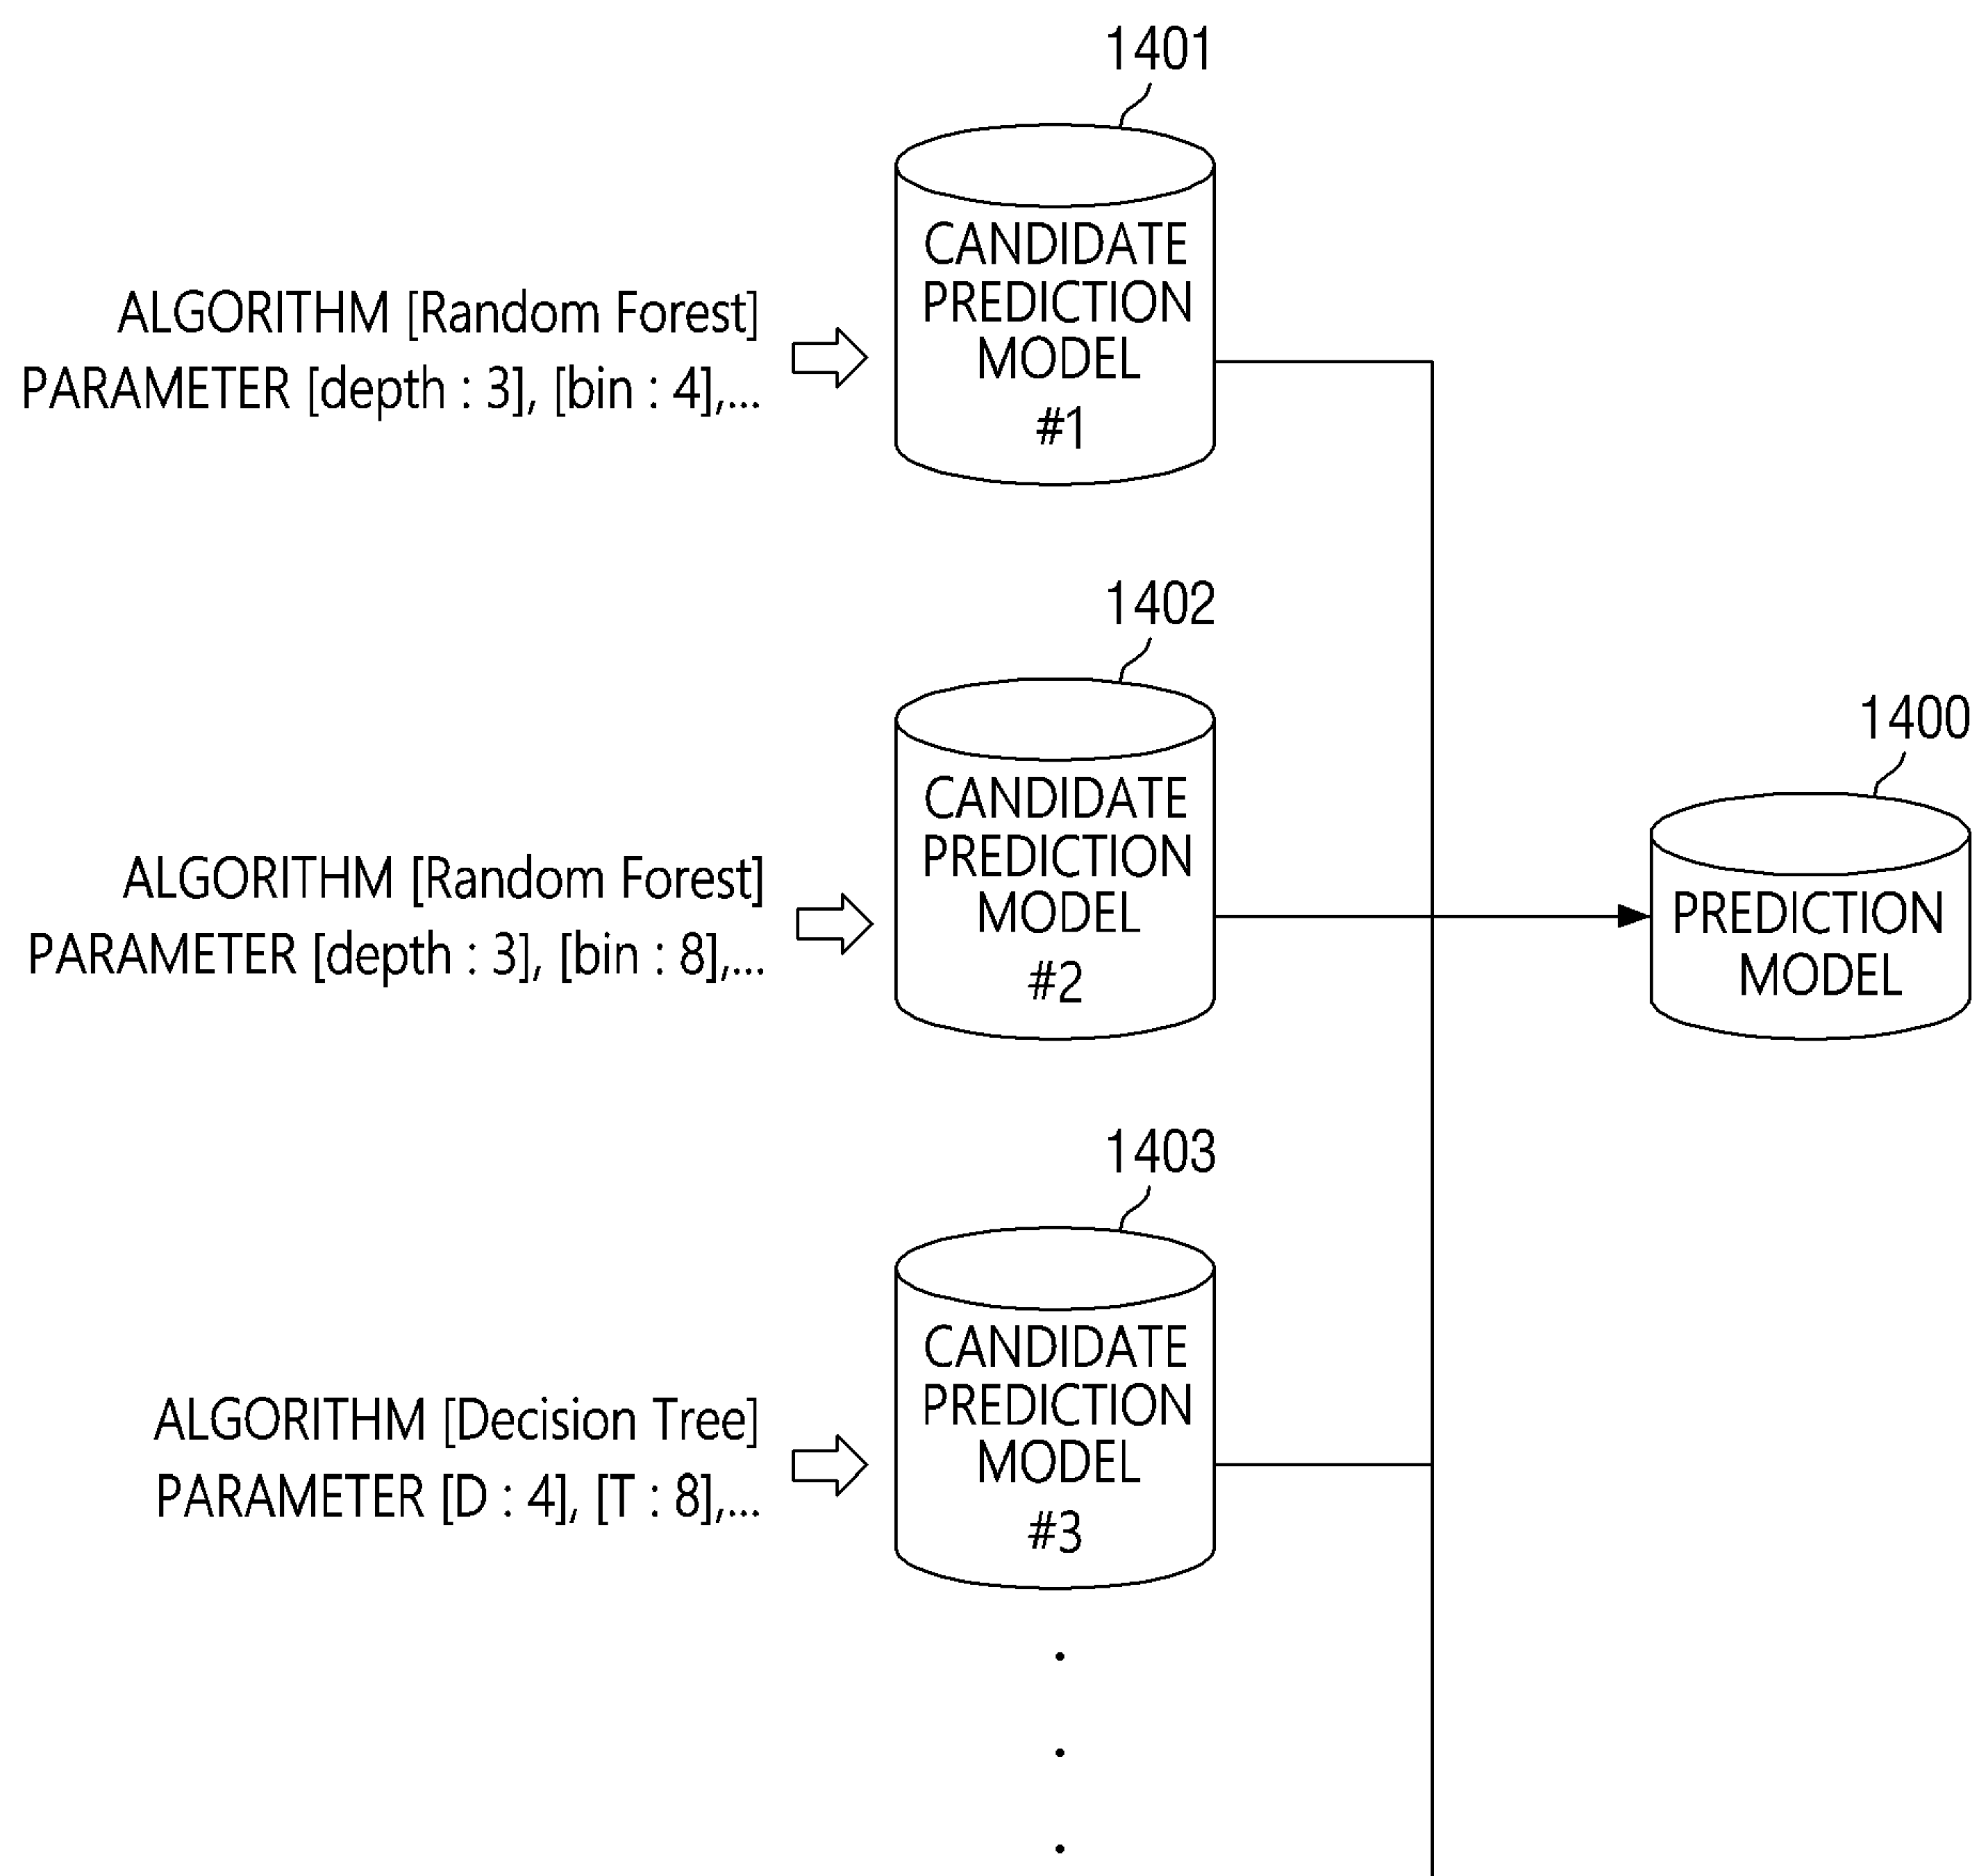 1401
CANDIDATE
PREDICTION
MODEL
#1
ALGORITHM [Random Forest]
PARAMETER [depth : 3], [bin : 4],...
1402
CANDIDATE
PREDICTION
MODEL
#2
ALGORITHM [Random Forest]
PARAMETER [depth : 3], [bin : 8],...
1400
PREDICTION
MODEL
1403
CANDIDATE
PREDICTION
MODEL
#3
ALGORITHM [Decision Tree]
PARAMETER [D : 4], [T : 8],...